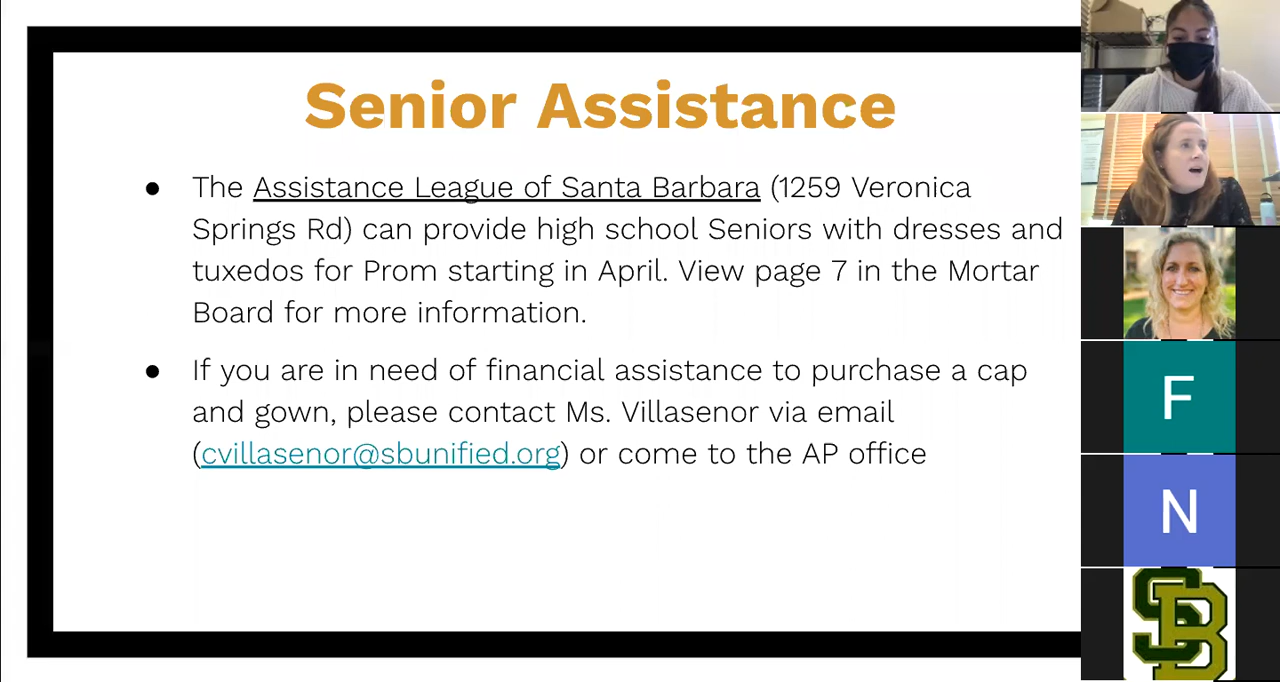 Senior Assistance
● The Assistance League of Santa Barbara (1259 Veronica
Springs Rd) can provide high school Seniors with dresses and
tuxedos for Prom starting in April. View page 7 in the Mortar
Board for more information.
● If you are in need of financial assistance to purchase a cap
and gown, please contact Ms. Villasenor via email
(cvillasenor@sbunified.org) or come to the AP office
F
N
SB